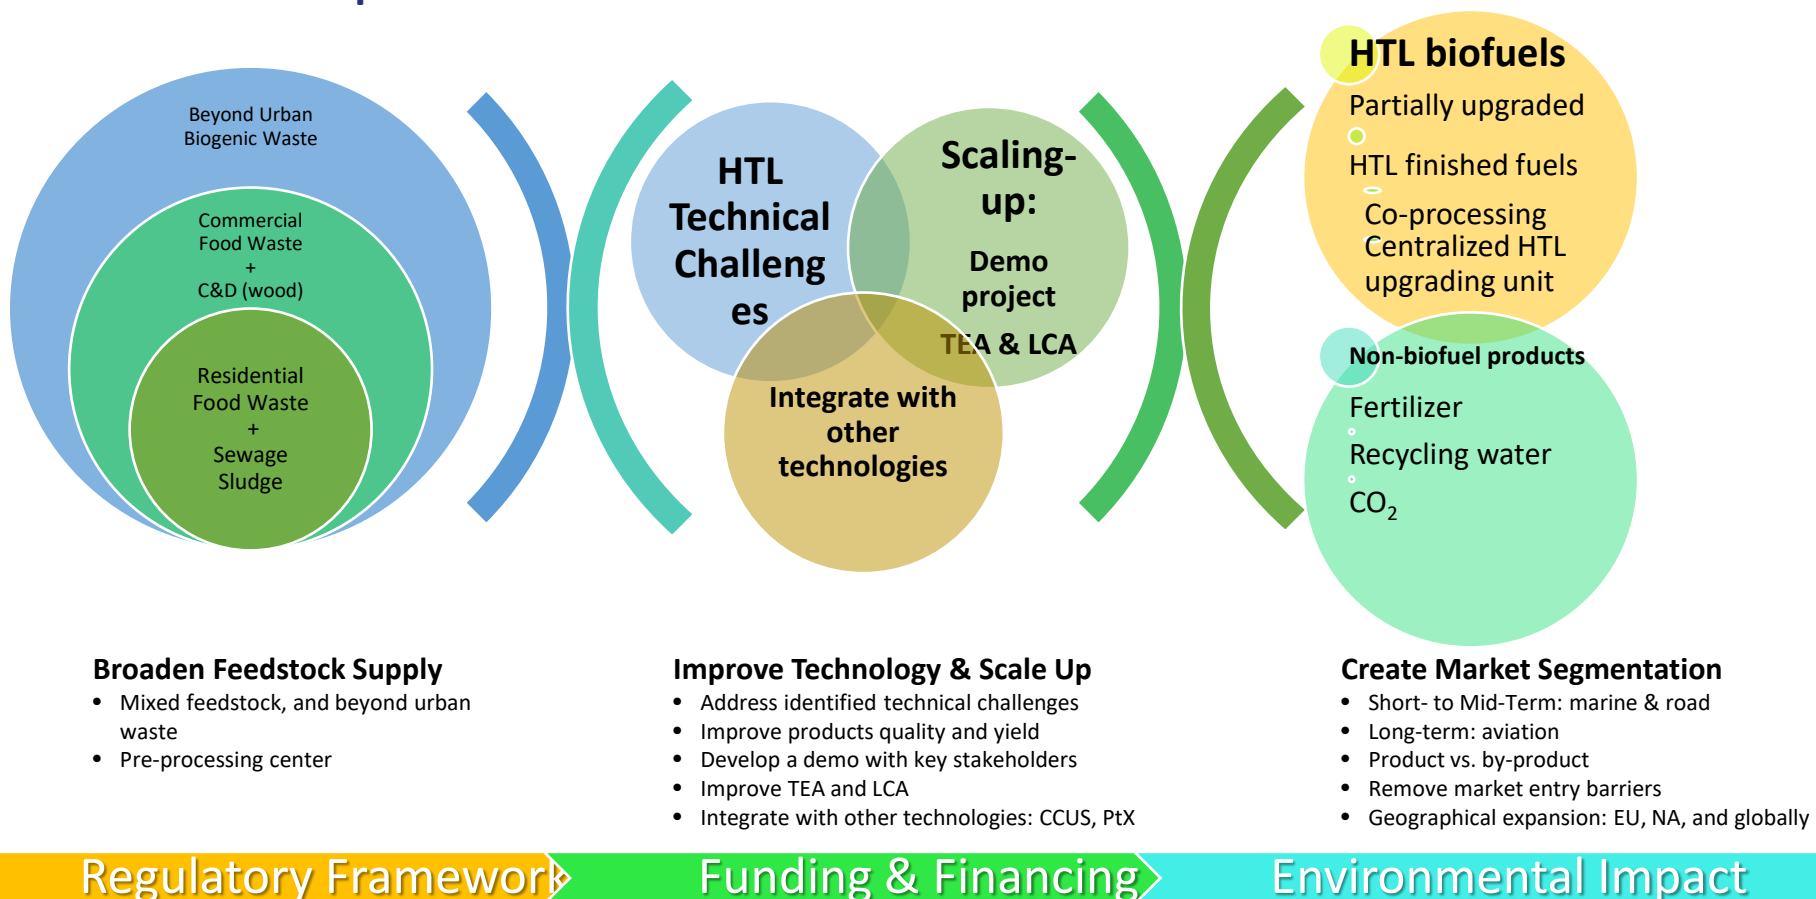 Beyond Urban
Biogenic Waste
Commercial
Food Waste
+
C&D (wood)
Residential
Food Waste
+
Sewage
Sludge
HTL
Technical
Challeng
es
Scaling-
up:
Demo
project
TEA & LCA
Integrate with
other
technologies
HTL biofuels
Partially upgraded
HTL finished fuels
Co-processing
Centralized HTL
upgrading unit
Non-biofuel products
Fertilizer
Recycling water
CO₂
Broaden Feedstock Supply
• Mixed feedstock, and beyond urban
waste
• Pre-processing center
Improve Technology & Scale Up
• Address identified technical challenges
• Improve products quality and yield
• Develop a demo with key stakeholders
• Improve TEA and LCA
• Integrate with other technologies: CCUS, PtX
Create Market Segmentation
• Short- to Mid-Term: marine & road
• Long-term: aviation
• Product vs. by-product
• Remove market entry barriers
• Geographical expansion: EU, NA, and globally
Regulatory Framework
Funding & Financing
Environmental Impact